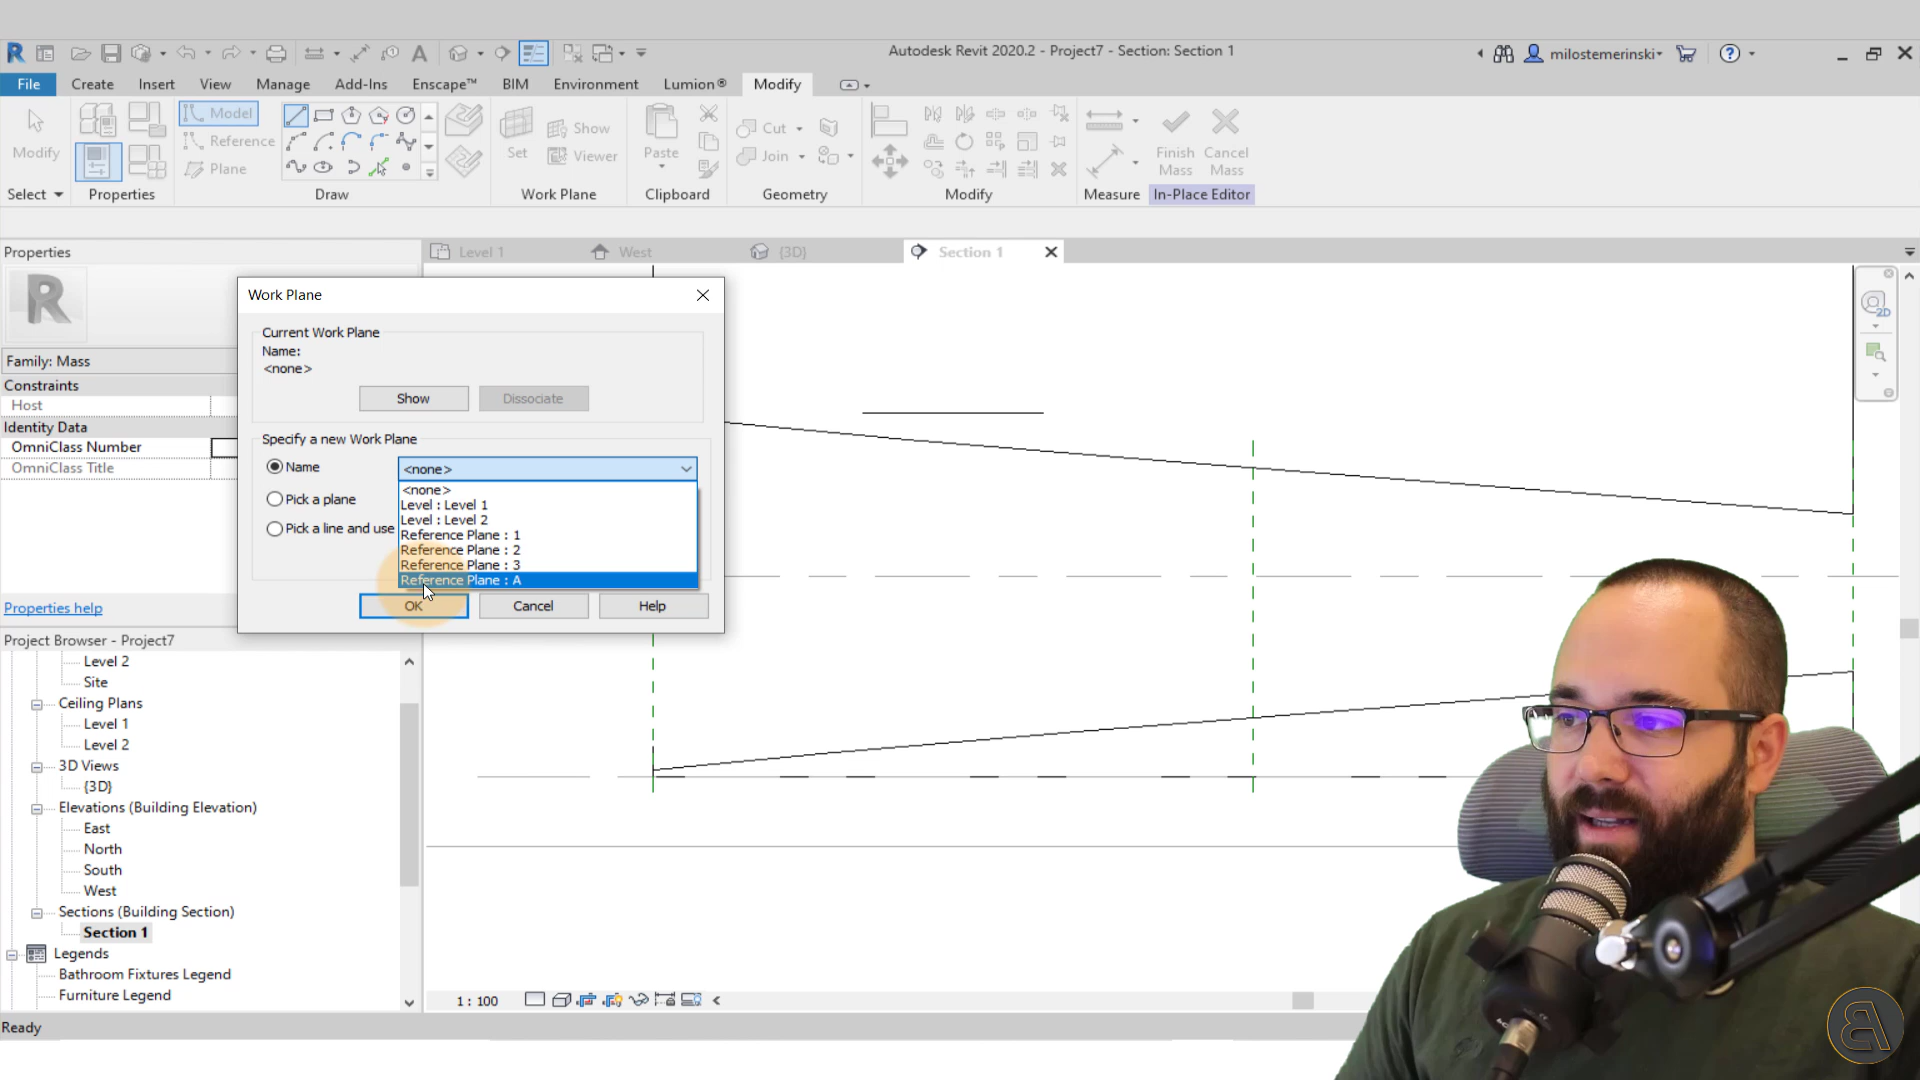 Autodesk Revit 2020.2 - Project7 - Section: Section 1
milostemerinski
File Create Insert View Manage Add-Ins Enscape™ BIM Environment Lumion® Modify
Modify
Model
Reference
Plane
Set
Show
Viewer
Paste
Cut
Join
Finish Mass
Cancel Mass
Select Properties Draw Work Plane Clipboard Geometry Modify Measure In-Place Editor
Properties
Level 1 West {3D} Section 1
2D
R
Family: Mass
Constraints
Host
Identity Data
OmniClass Number
OmniClass Title
Properties help
Work Plane
Current Work Plane
Name:
<none>
Show Dissociate
Specify a new Work Plane
Name
<none>
Pick a plane
Pick a line and use
<none>
Level : Level 1
Level : Level 2
Reference Plane : 1
Reference Plane : 2
Reference Plane : 3
Reference Plane : A
OK Cancel Help
Project Browser - Project7
Level 2
Site
Ceiling Plans
Level 1
Level 2
3D Views
{3D}
Elevations (Building Elevation)
East
North
South
West
Sections (Building Section)
Section 1
Legends
Bathroom Fixtures Legend
Furniture Legend
1 : 100
Ready